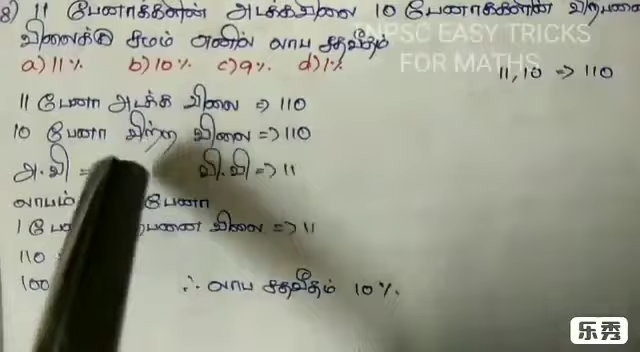 8) 11 பேனாக்களின் அடக்கவிலை 10 பேனாக்களின் விற்பனை
விலைக்கு சமம் எனில் லாப சதவீதம்
TNPSC EASY TRICKS
FOR MATHS
a) 11% b) 10% c) 9% d) 1%
11, 10 => 110
11 பேனா அடக்க விலை => 110
10 பேனா விற்ற விலை => 110
அ.வி = வி.வி => 11
லாபம் பேனா
1 விலை => 11
110
100 ∴ லாப சதவீதம் 10%.
乐秀